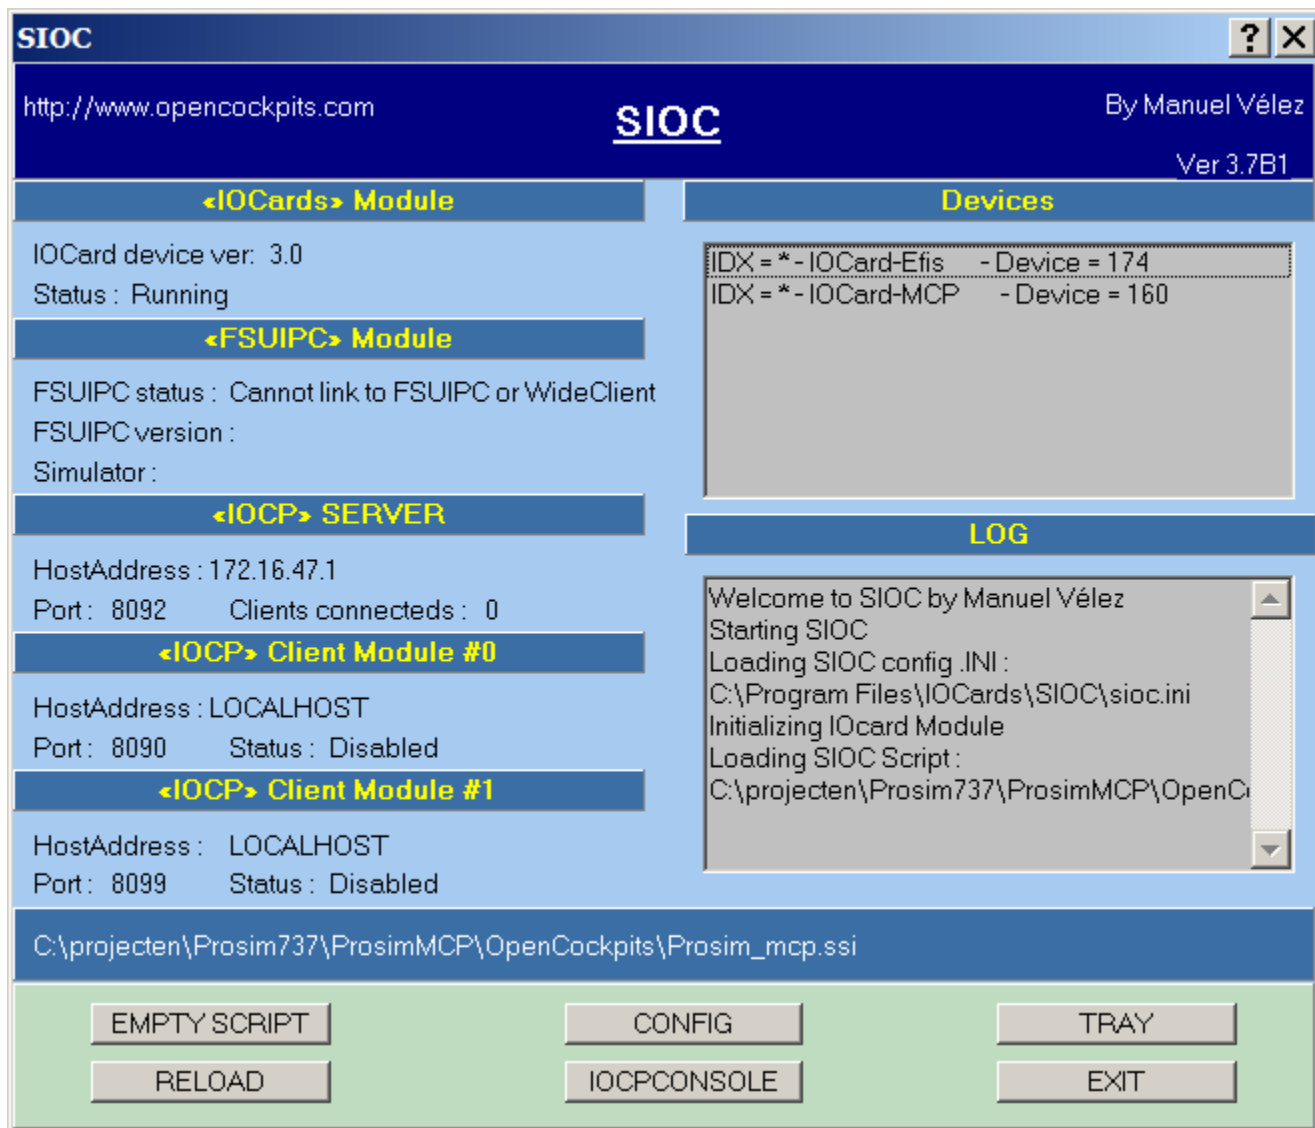 SIOC
http://www.opencockpits.com
SIOC
By Manuel Vélez
Ver 3.7B1
«IOCards» Module
IOCard device ver: 3.0
Status : Running
«FSUIPC» Module
FSUIPC status : Cannot link to FSUIPC or WideClient
FSUIPC version :
Simulator :
«IOCP» SERVER
HostAddress : 172.16.47.1
Port : 8092 Clients connecteds : 0
«IOCP» Client Module #0
HostAddress : LOCALHOST
Port : 8090 Status : Disabled
«IOCP» Client Module #1
HostAddress : LOCALHOST
Port : 8099 Status : Disabled
Devices
IDX = * - IOCard-Efis - Device = 174
IDX = * - IOCard-MCP - Device = 160
LOG
Welcome to SIOC by Manuel Vélez
Starting SIOC
Loading SIOC config .INI :
C:\Program Files\IOCards\SIOC\sioc.ini
Initializing IOcard Module
Loading SIOC Script :
C:\projecten\Prosim737\ProsimMCP\OpenC
C:\projecten\Prosim737\ProsimMCP\OpenCockpits\Prosim_mcp.ssi
EMPTY SCRIPT CONFIG TRAY
RELOAD IOCPCONSOLE EXIT